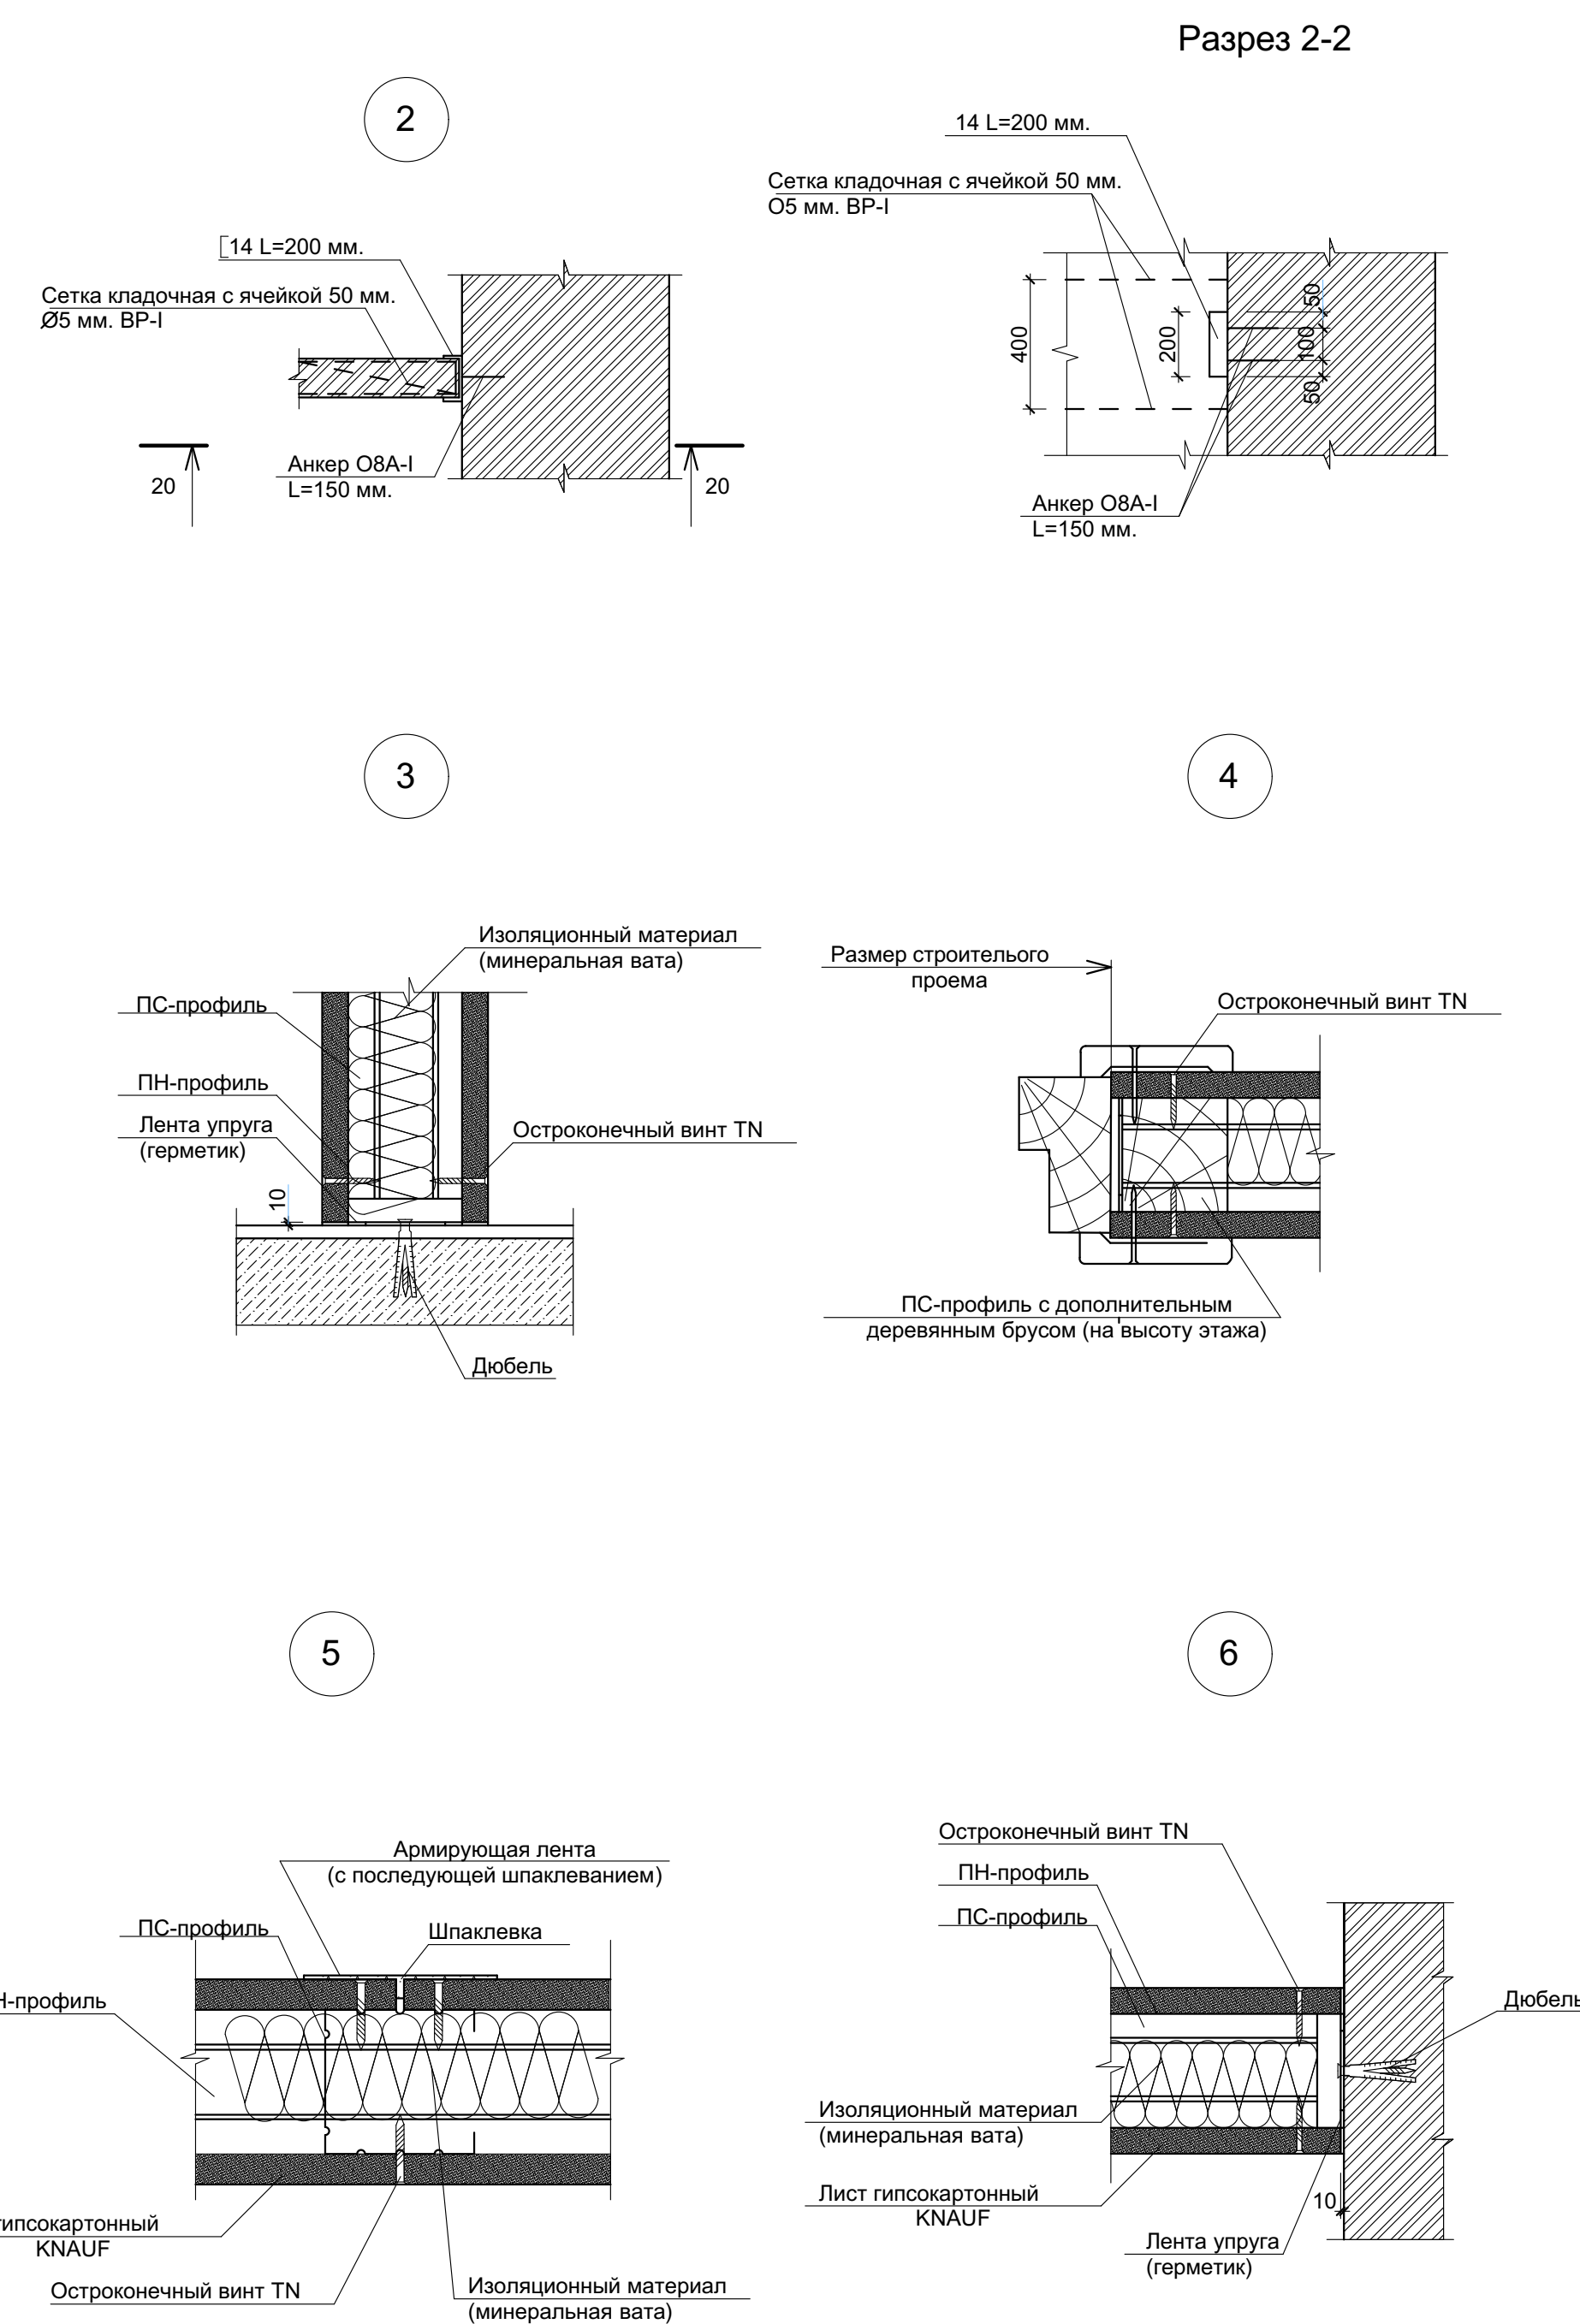 Разрез 2-2
2
[14 L=200 мм.
Сетка кладочная с ячейкой 50 мм.
Ø5 мм. ВР-I
Анкер О8А-I
L=150 мм.
20
20
14 L=200 мм.
Сетка кладочная с ячейкой 50 мм.
О5 мм. ВР-I
400
200
50
100
50
Анкер О8А-I
L=150 мм.
3
Изоляционный материал
(минеральная вата)
ПС-профиль
ПН-профиль
Лента упруга
(герметик)
Остроконечный винт TN
10
Дюбель
4
Размер строителього
проема
Остроконечный винт TN
ПС-профиль с дополнительным
деревянным брусом (на высоту этажа)
5
Армирующая лента
(с последующей шпаклеванием)
ПС-профиль
Шпаклевка
Н-профиль
гипсокартонный
KNAUF
Остроконечный винт TN
Изоляционный материал
(минеральная вата)
6
Остроконечный винт TN
ПН-профиль
ПС-профиль
Дюбель
Изоляционный материал
(минеральная вата)
Лист гипсокартонный
KNAUF
10
Лента упруга
(герметик)